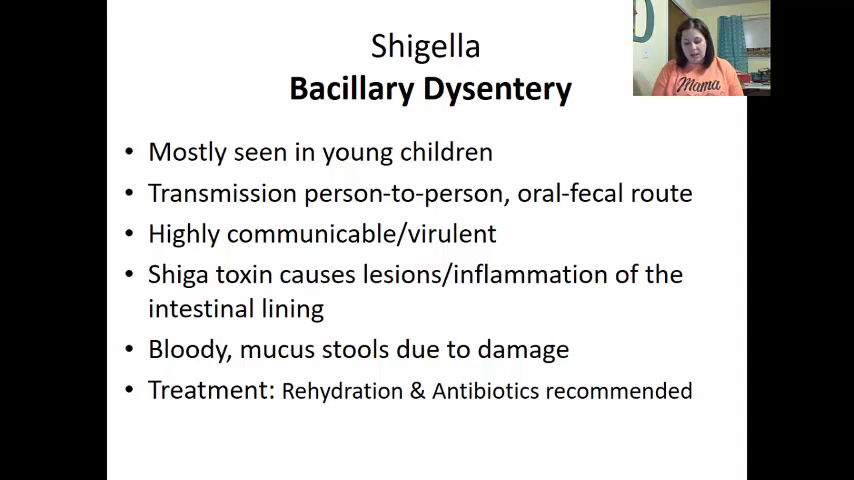 Shigella
Bacillary Dysentery
• Mostly seen in young children
• Transmission person-to-person, oral-fecal route
• Highly communicable/virulent
• Shiga toxin causes lesions/inflammation of the
intestinal lining
• Bloody, mucus stools due to damage
• Treatment: Rehydration & Antibiotics recommended
Mama